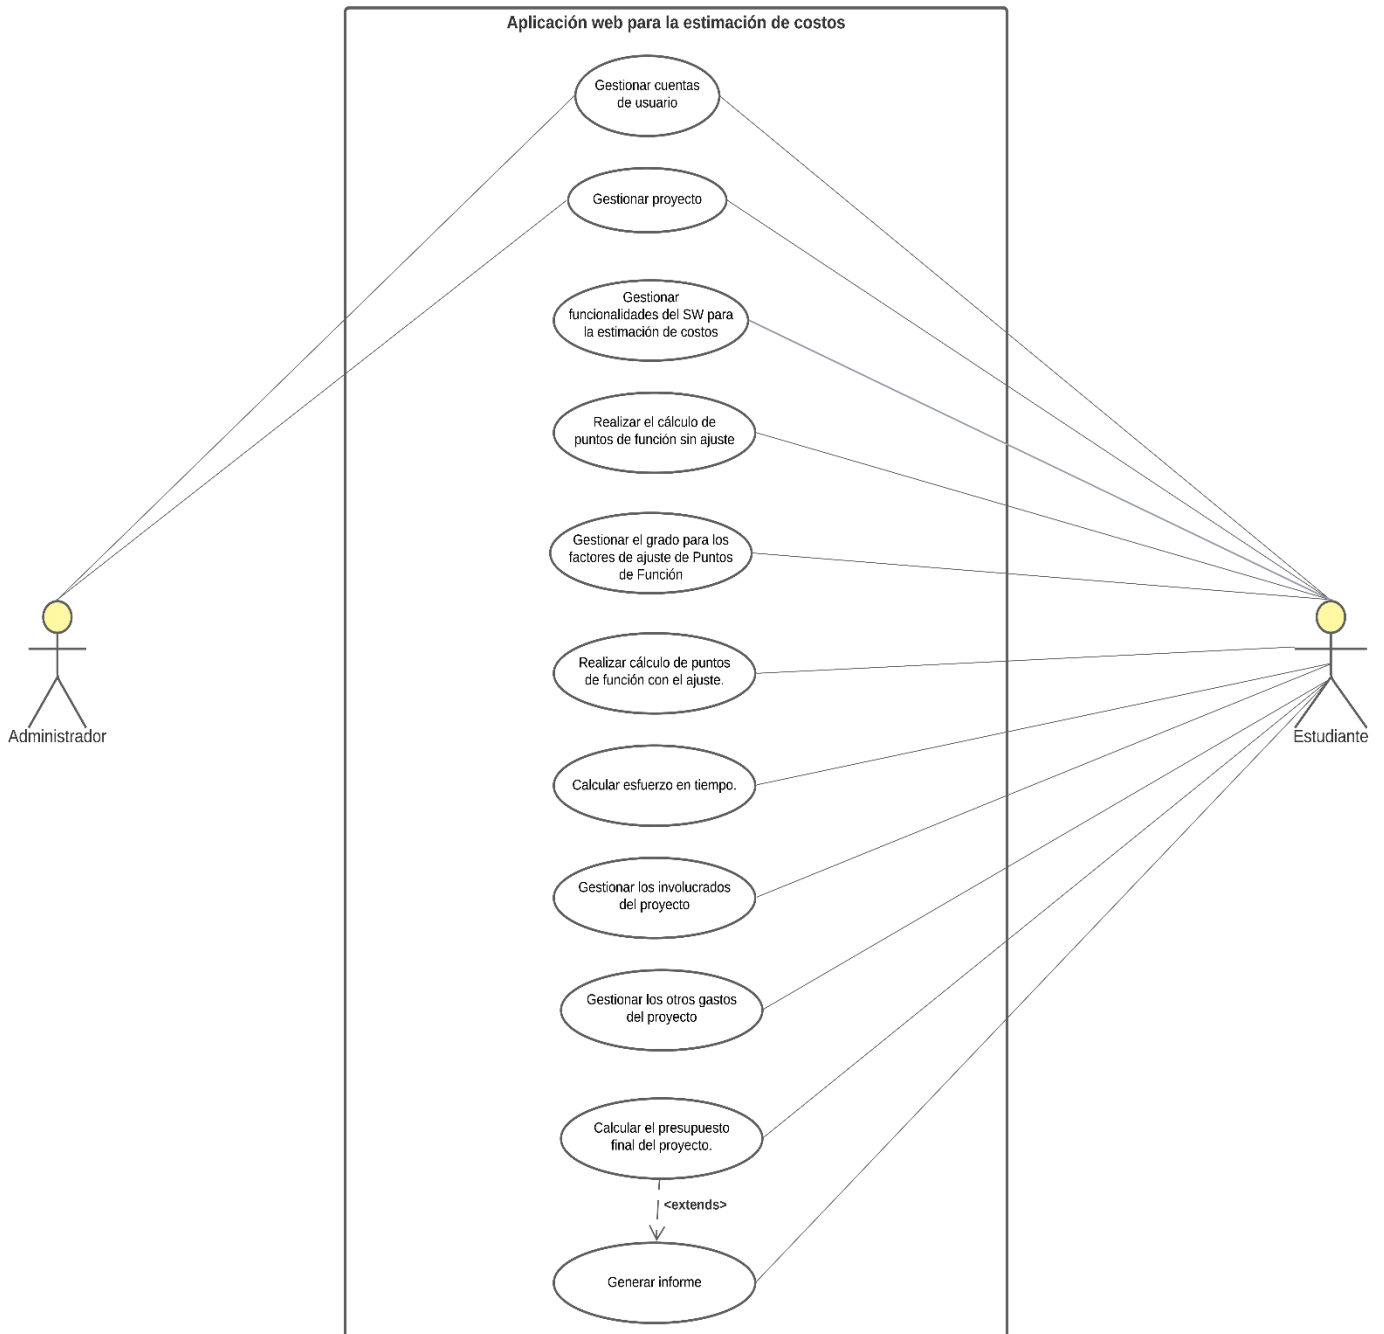 Aplicación web para la estimación de costos
Gestionar cuentas
de usuario
Gestionar proyecto
Gestionar
funcionalidades del SW para
la estimación de costos
Realizar el cálculo de
puntos de función sin ajuste
Gestionar el grado para los
factores de ajuste de Puntos
de Función
Realizar cálculo de puntos
de función con el ajuste.
Administrador
Estudiante
Calcular esfuerzo en tiempo.
Gestionar los involucrados
del proyecto
Gestionar los otros gastos
del proyecto
Calcular el presupuesto
final del proyecto.
<extends>
Generar informe